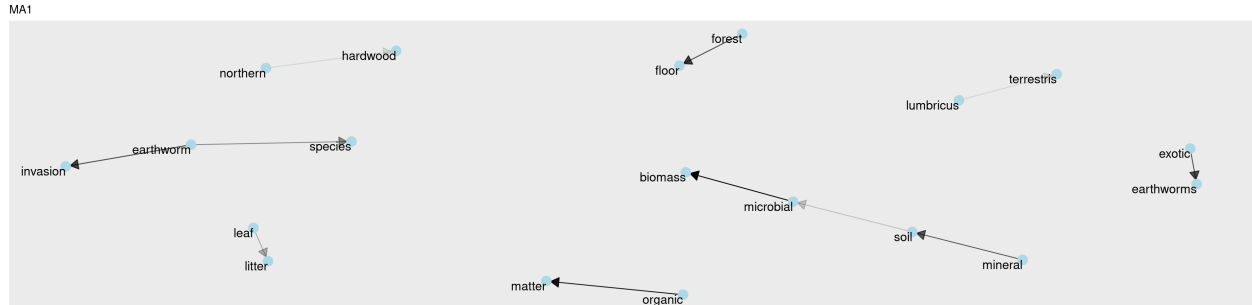 MA1
forest
hardwood
floor
northern
terrestris
lumbricus
earthworm
species
exotic
invasion
biomass
earthworms
microbial
leaf
soil
litter
mineral
matter
organic